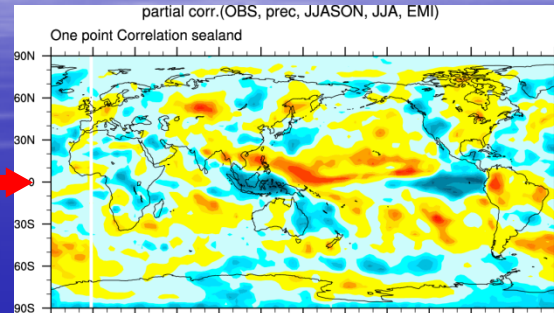 partial corr.(OBS, prec, JJASON, JJA, EMI)
One point Correlation sealand
90N
60N
30N
0
30S
60S
90S